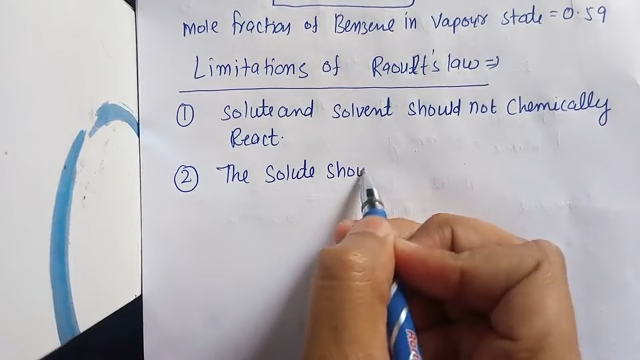 mole fraction of Benzene in Vapour state = 0.59
Limitations of Raoult's law ⇒
① Solute and Solvent should not Chemically
React.
② The Solute Shou